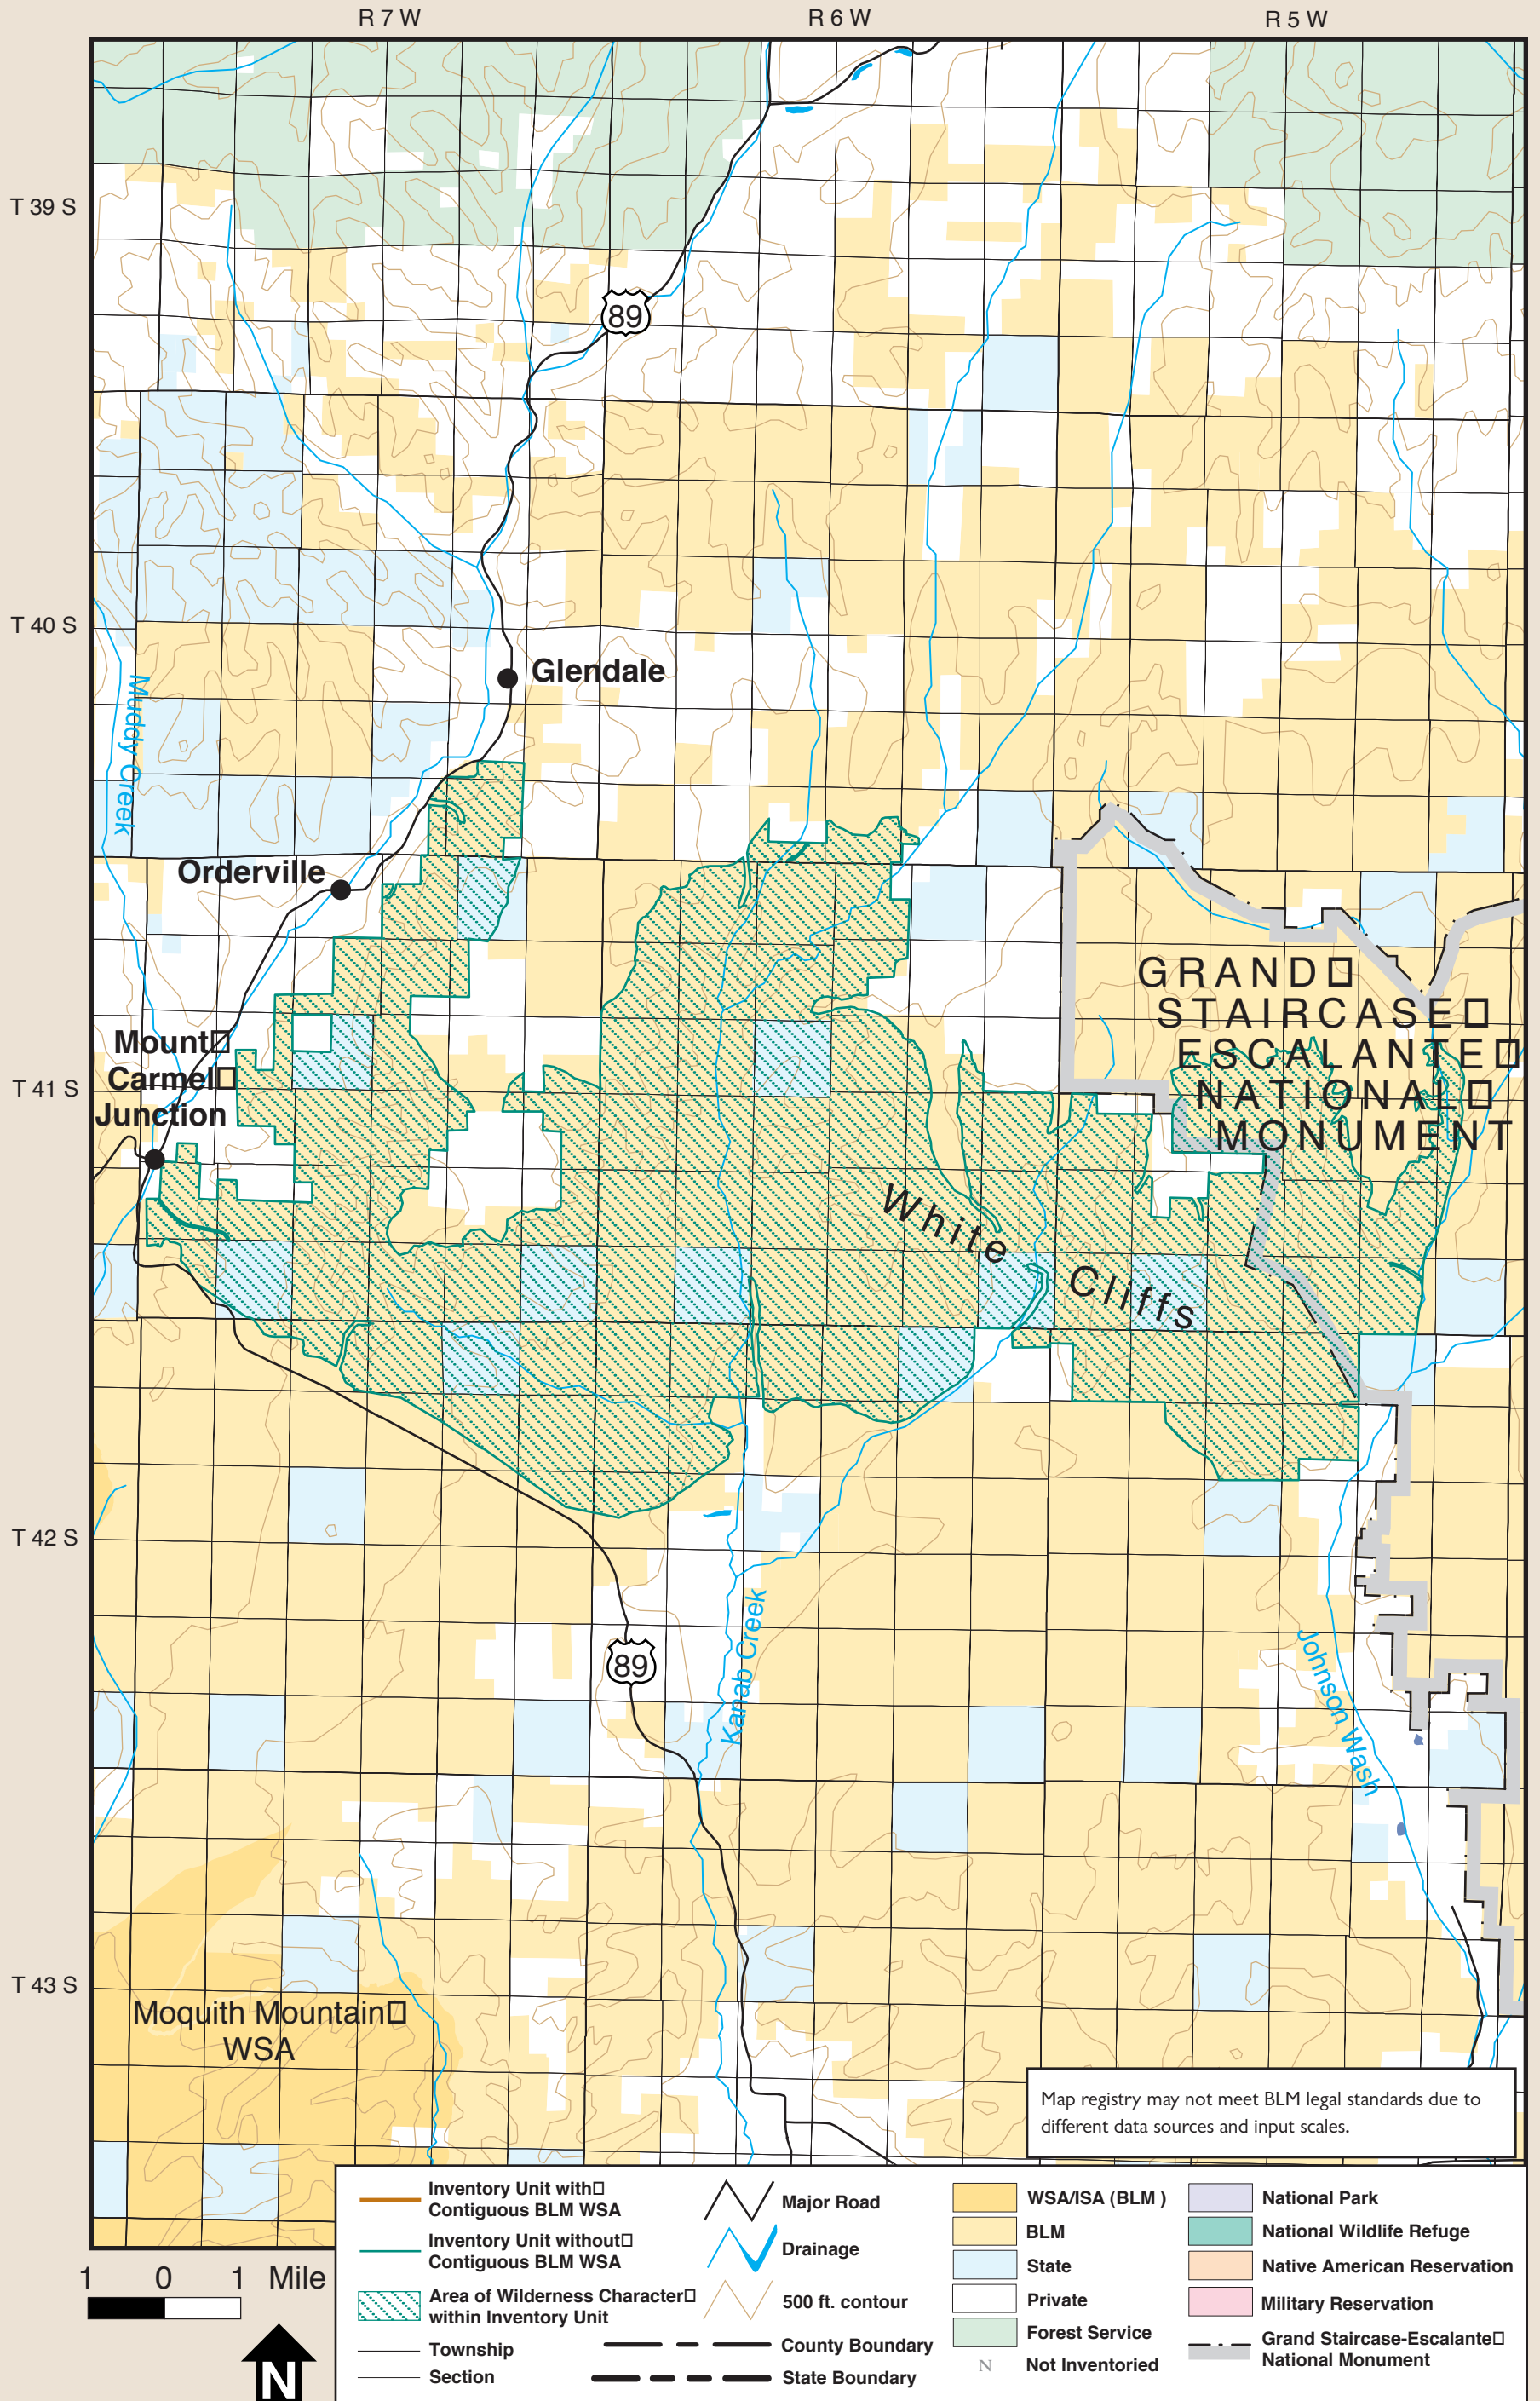 R 7 W
R 6 W
R 5 W
T 39 S
89
T 40 S
Glendale
Muddy Creek
Orderville
GRAND
STAIRCASE
ESCALANTE
NATIONAL
MONUMENT
Mount
Carmel
Junction
T 41 S
White
Cliffs
T 42 S
Kanab Creek
89
Johnson Wash
T 43 S
Moquith Mountain
WSA
Map registry may not meet BLM legal standards due to
different data sources and input scales.
1 0 1 Mile
N
Inventory Unit with
Contiguous BLM WSA
Inventory Unit without
Contiguous BLM WSA
Area of Wilderness Character
within Inventory Unit
Township
Section
Major Road
Drainage
500 ft. contour
County Boundary
State Boundary
WSA/ISA (BLM )
BLM
State
Private
Forest Service
N Not Inventoried
National Park
National Wildlife Refuge
Native American Reservation
Military Reservation
Grand Staircase-Escalante
National Monument